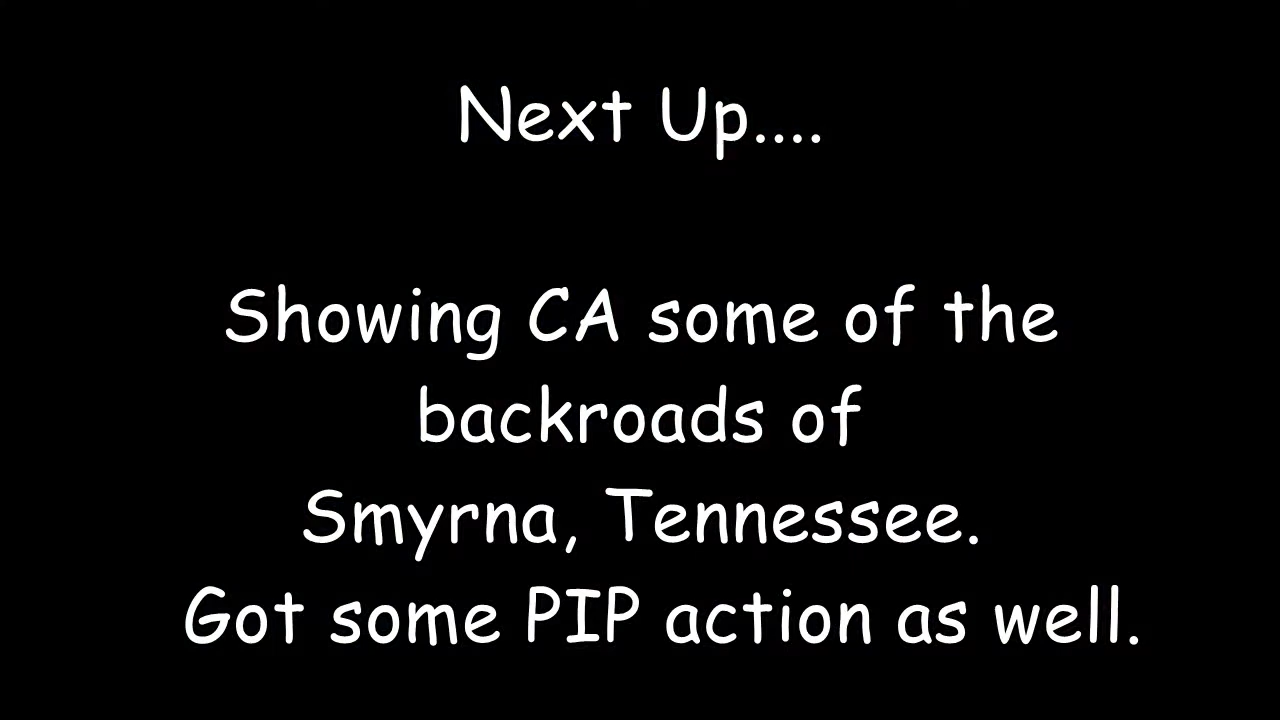 Next Up....
Showing CA some of the
backroads of
Smyrna, Tennessee.
Got some PIP action as well.